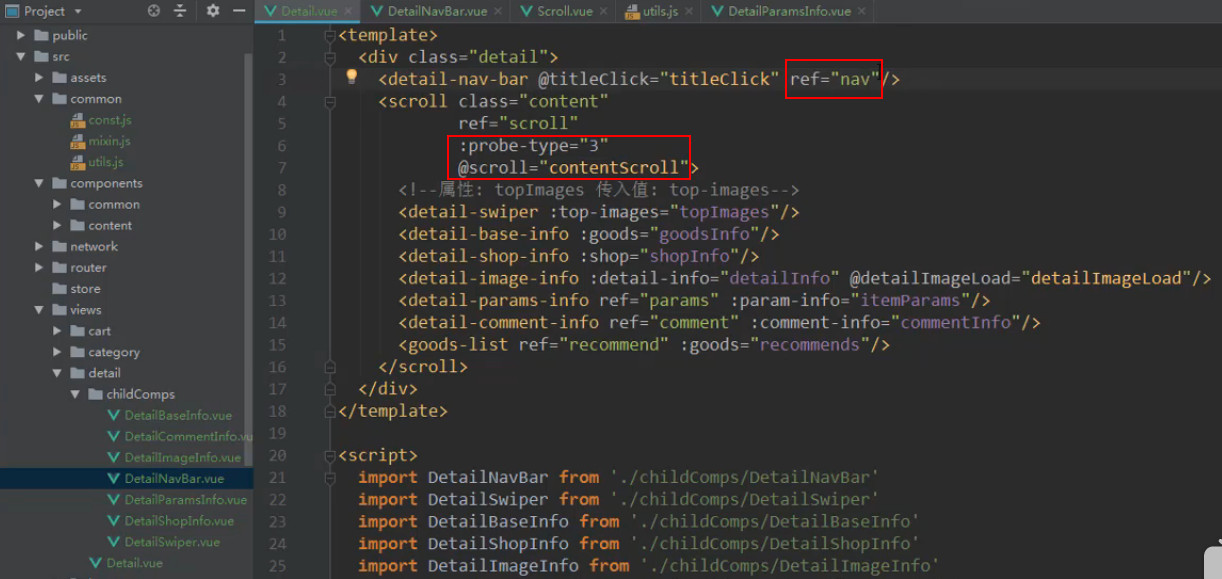 Project
Detail.vue
DetailNavBar.vue
Scroll.vue
utils.js
DetailParamsInfo.vue
public
src
assets
common
const.js
mixin.js
utils.js
components
common
content
network
router
store
views
cart
category
detail
childComps
DetailBaseInfo.vue
DetailCommentInfo.vu
DetailImageInfo.vue
DetailNavBar.vue
DetailParamsInfo.vue
DetailShopInfo.vue
DetailSwiper.vue
Detail.vue
1 <template>
2 <div class="detail">
3 <detail-nav-bar @titleClick="titleClick" ref="nav"/>
4 <scroll class="content"
5 ref="scroll"
6 :probe-type="3"
7 @scroll="contentScroll">
8 <!--属性: topImages 传入值: top-images-->
9 <detail-swiper :top-images="topImages"/>
10 <detail-base-info :goods="goodsInfo"/>
11 <detail-shop-info :shop="shopInfo"/>
12 <detail-image-info :detail-info="detailInfo" @detailImageLoad="detailImageLoad"/>
13 <detail-params-info ref="params" :param-info="itemParams"/>
14 <detail-comment-info ref="comment" :comment-info="commentInfo"/>
15 <goods-list ref="recommend" :goods="recommends"/>
16 </scroll>
17 </div>
18 </template>
19
20 <script>
21 import DetailNavBar from './childComps/DetailNavBar'
22 import DetailSwiper from './childComps/DetailSwiper'
23 import DetailBaseInfo from './childComps/DetailBaseInfo'
24 import DetailShopInfo from './childComps/DetailShopInfo'
25 import DetailImageInfo from './childComps/DetailImageInfo'